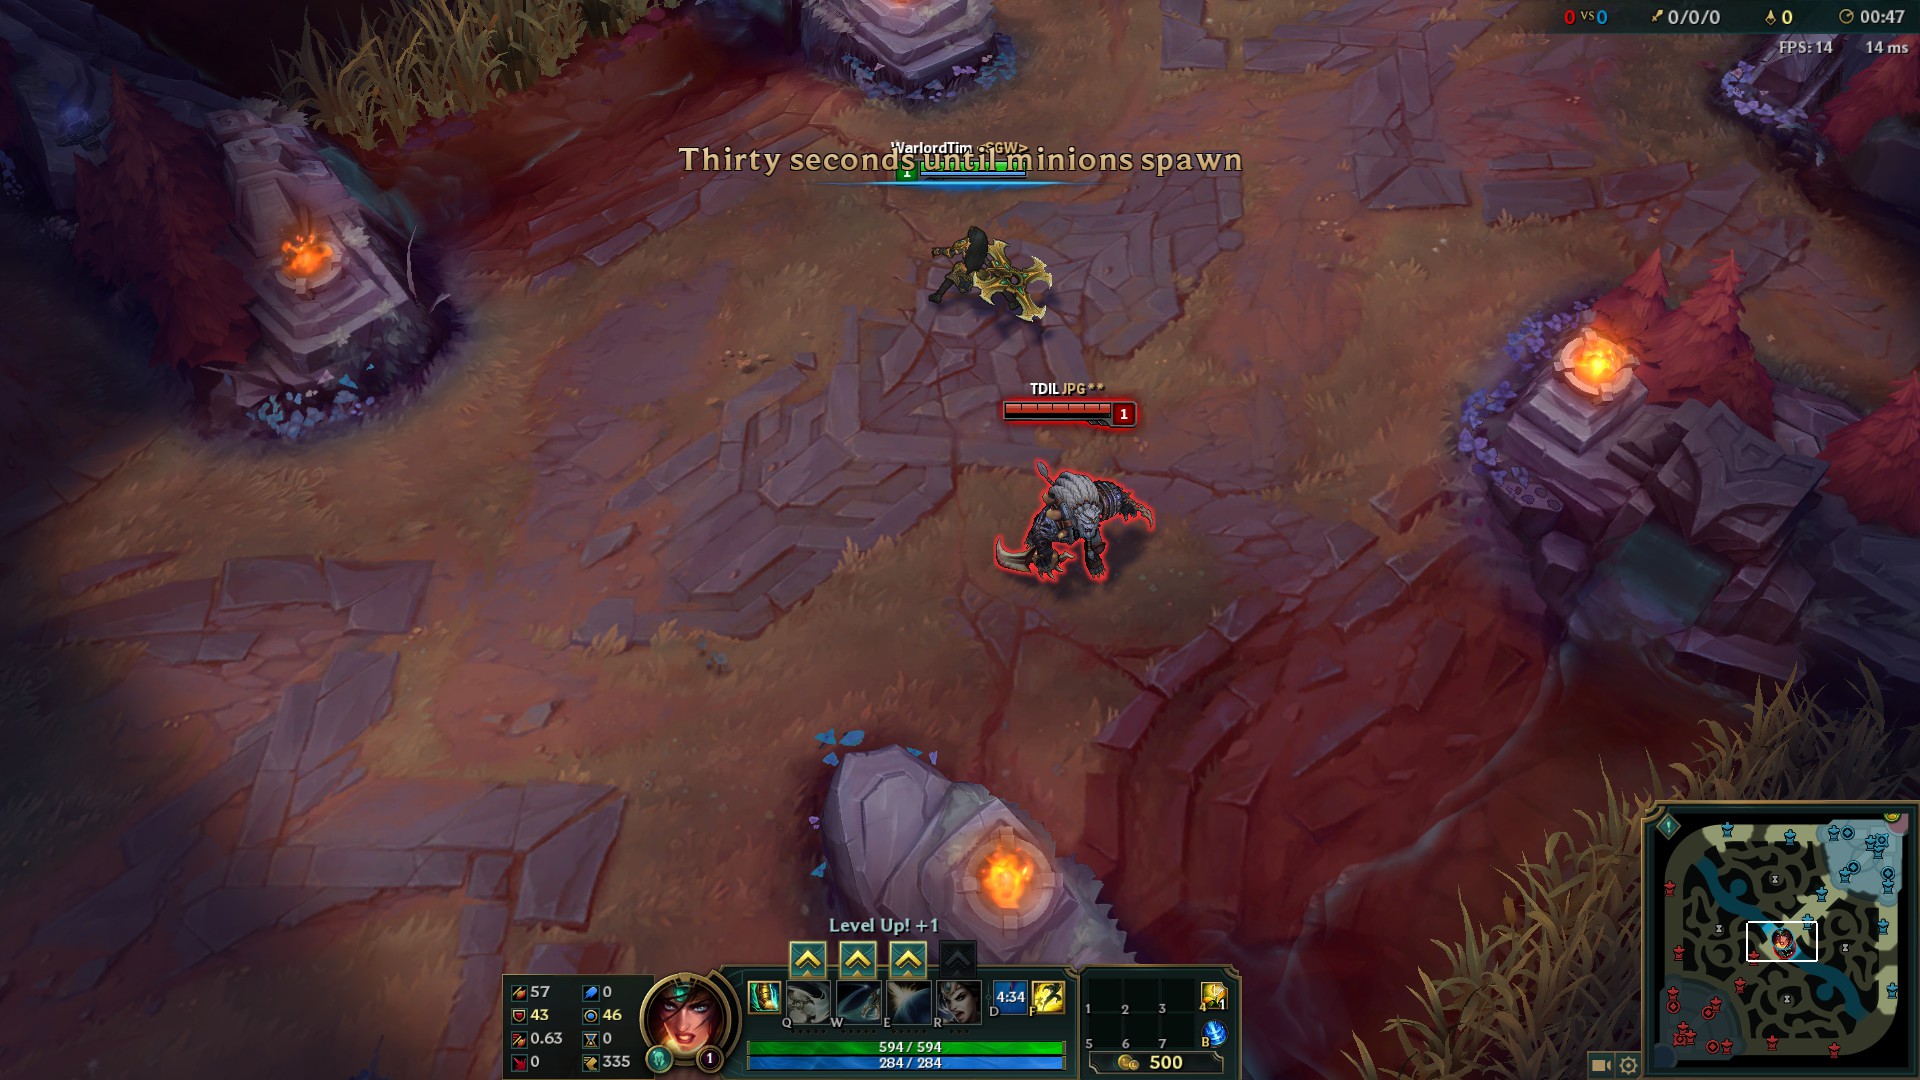 0 VS 0 0/0/0 0 00:47
FPS: 14 14 ms
WarlordTim <SGW>
Thirty seconds until minions spawn
1
TDIL JPG**
1
Level Up! +1
57 0
43 46
0.63 0
0 335
1
Q W E R
4:34
D F
594 / 594
284 / 284
1 2 3 4
1
5 6 7 B
500